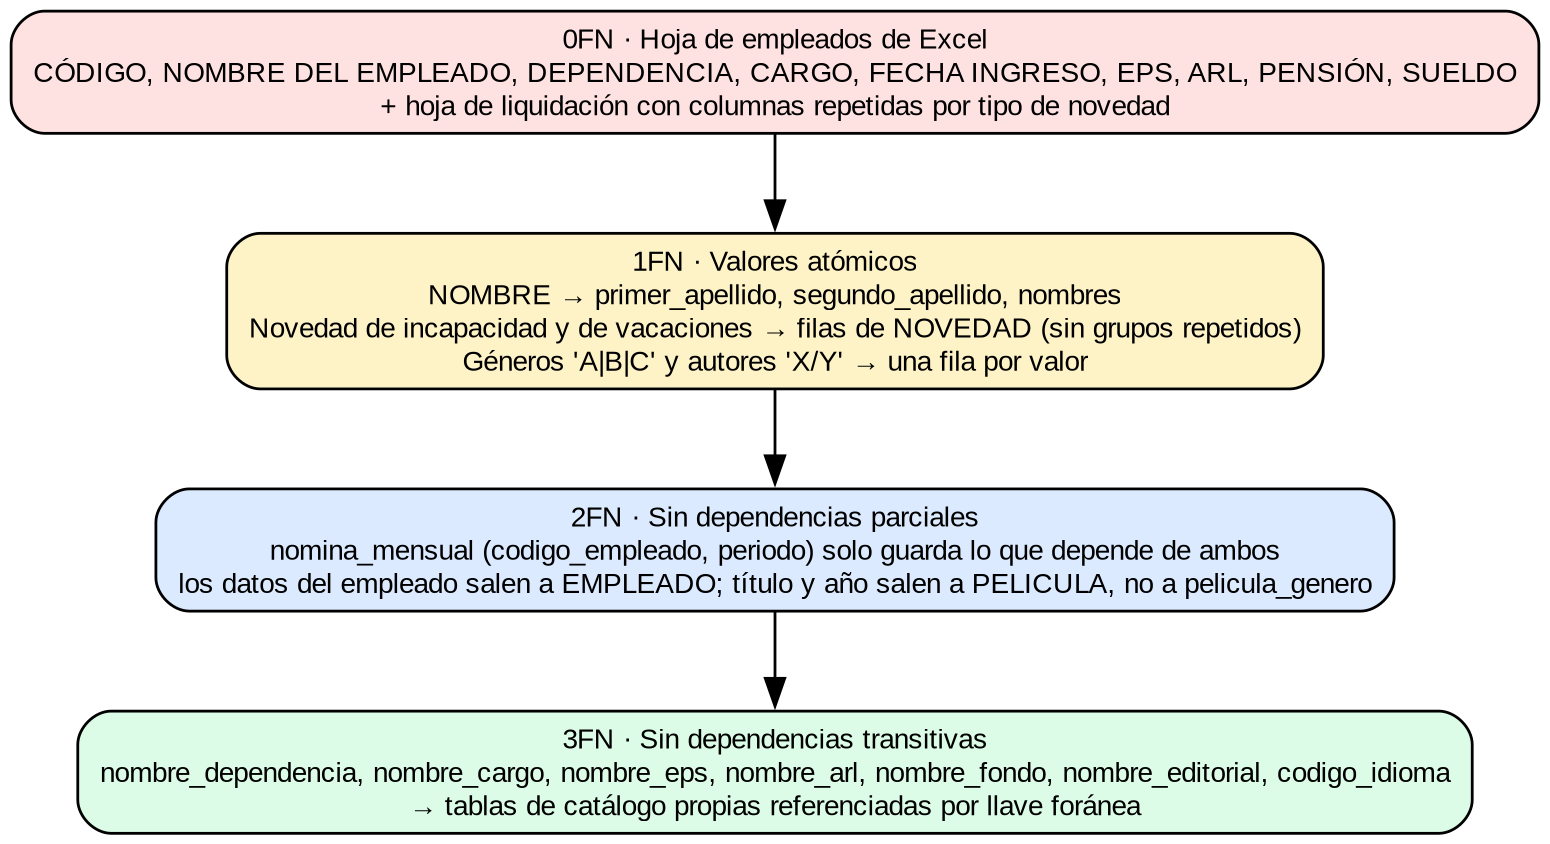 0FN · Hoja de empleados de Excel
CÓDIGO, NOMBRE DEL EMPLEADO, DEPENDENCIA, CARGO, FECHA INGRESO, EPS, ARL, PENSIÓN, SUELDO
+ hoja de liquidación con columnas repetidas por tipo de novedad
1FN · Valores atómicos
NOMBRE → primer_apellido, segundo_apellido, nombres
Novedad de incapacidad y de vacaciones → filas de NOVEDAD (sin grupos repetidos)
Géneros 'A|B|C' y autores 'X/Y' → una fila por valor
2FN · Sin dependencias parciales
nomina_mensual (codigo_empleado, periodo) solo guarda lo que depende de ambos
los datos del empleado salen a EMPLEADO; título y año salen a PELICULA, no a pelicula_genero
3FN · Sin dependencias transitivas
nombre_dependencia, nombre_cargo, nombre_eps, nombre_arl, nombre_fondo, nombre_editorial, codigo_idioma
→ tablas de catálogo propias referenciadas por llave foránea